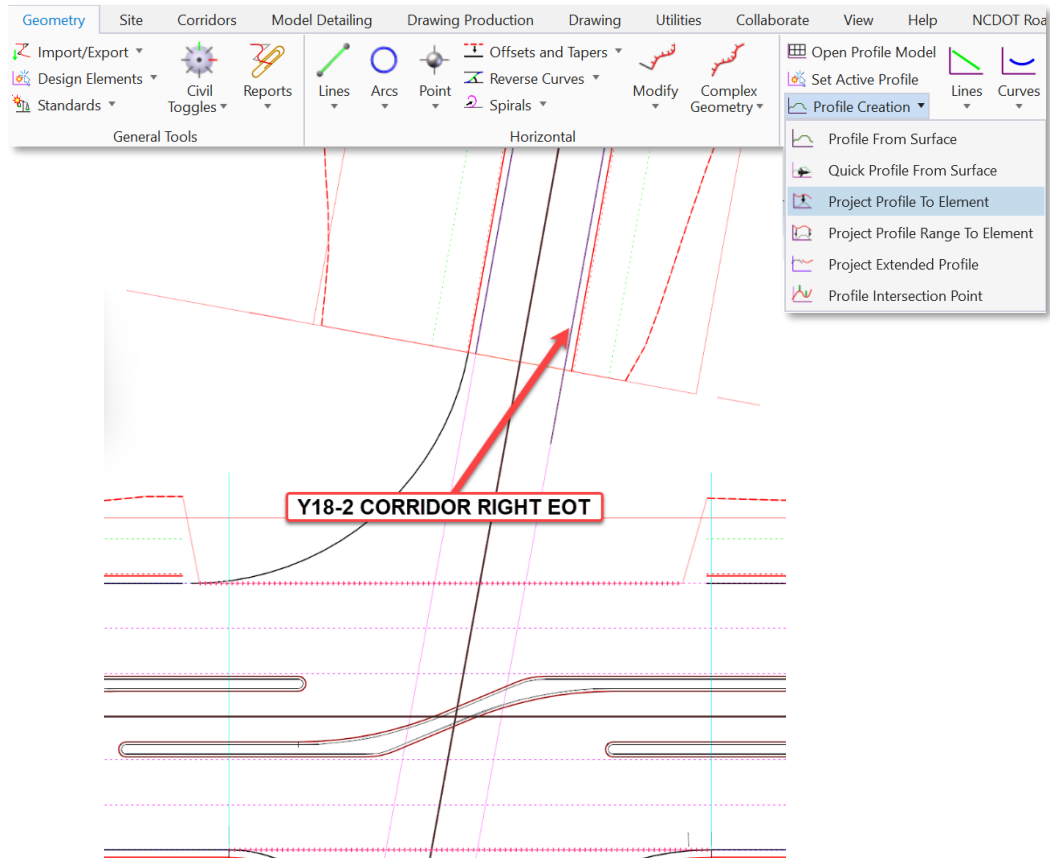 Geometry Site Corridors Model Detailing Drawing Production Drawing Utilities Collaborate View Help NCDOT Roa
Import/Export Offsets and Tapers Open Profile Model
Design Elements Reverse Curves Set Active Profile
Civil Toggles Reports Lines Arcs Point Modify Complex Geometry Lines Curves
Standards Spirals Profile Creation
General Tools Horizontal
Profile From Surface
Quick Profile From Surface
Project Profile To Element
Project Profile Range To Element
Project Extended Profile
Profile Intersection Point
Y18-2 CORRIDOR RIGHT EOT